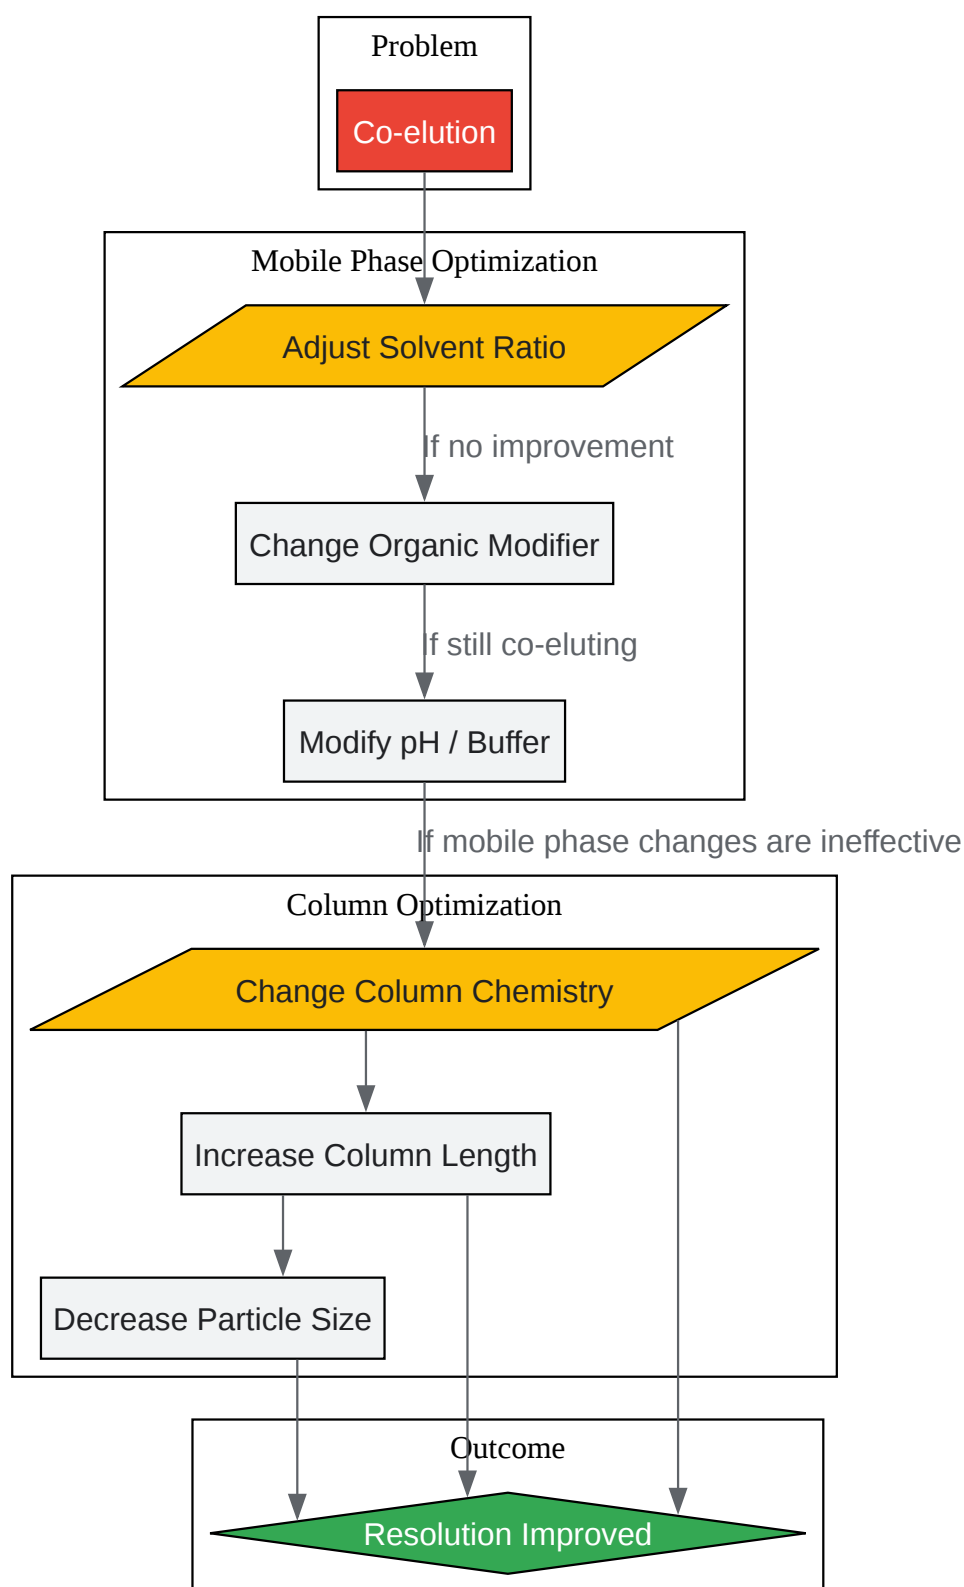 Problem
Co-elution
Mobile Phase Optimization
Adjust Solvent Ratio
If no improvement
Change Organic Modifier
If still co-eluting
Modify pH / Buffer
If mobile phase changes are ineffective
Column Optimization
Change Column Chemistry
Increase Column Length
Decrease Particle Size
Outcome
Resolution Improved